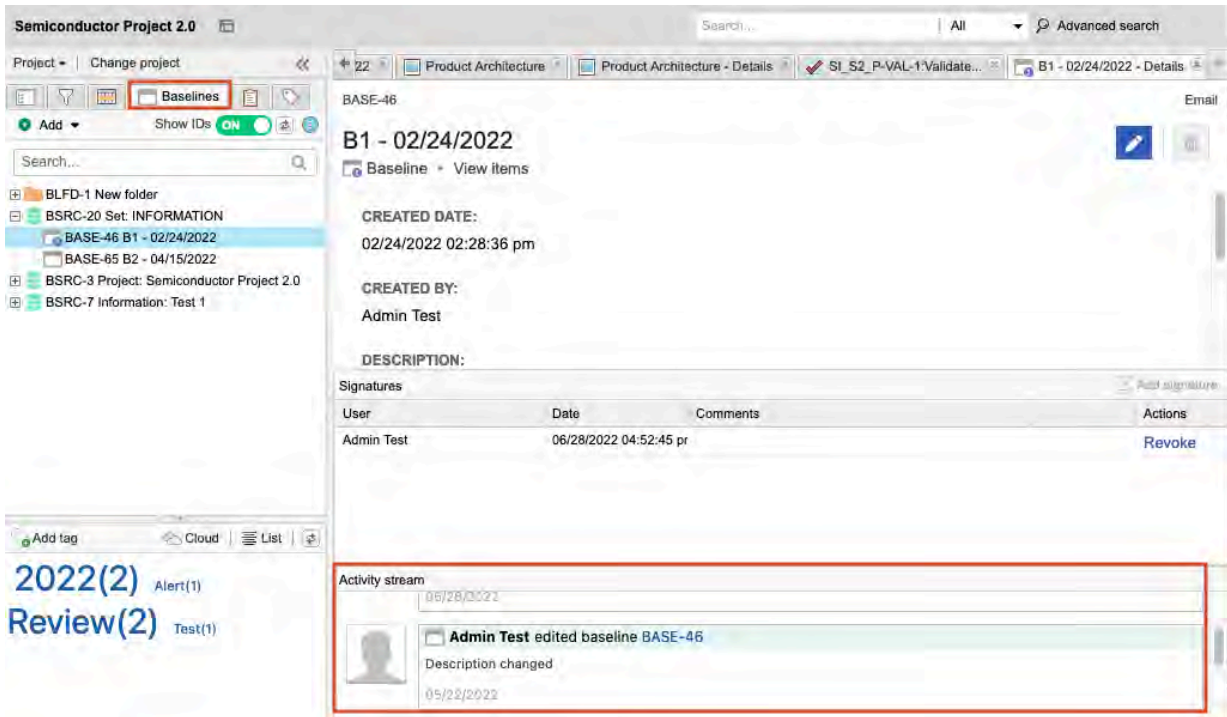 Semiconductor Project 2.0
Search... All Advanced search
Project Change project
22 Product Architecture Product Architecture - Details SI_S2_P-VAL-1:Validate... B1 - 02/24/2022 - Details
Baselines
Add Show IDs ON
Search...
BLFD-1 New folder
BSRC-20 Set: INFORMATION
BASE-46 B1 - 02/24/2022
BASE-65 B2 - 04/15/2022
BSRC-3 Project: Semiconductor Project 2.0
BSRC-7 Information: Test 1
Add tag Cloud List
2022(2) Alert(1)
Review(2) Test(1)
BASE-46 Email
B1 - 02/24/2022
Baseline • View items
CREATED DATE:
02/24/2022 02:28:36 pm
CREATED BY:
Admin Test
DESCRIPTION:
Signatures Add signature
User Date Comments Actions
Admin Test 06/28/2022 04:52:45 pr Revoke
Activity stream
06/28/2022
Admin Test edited baseline BASE-46
Description changed
05/22/2022